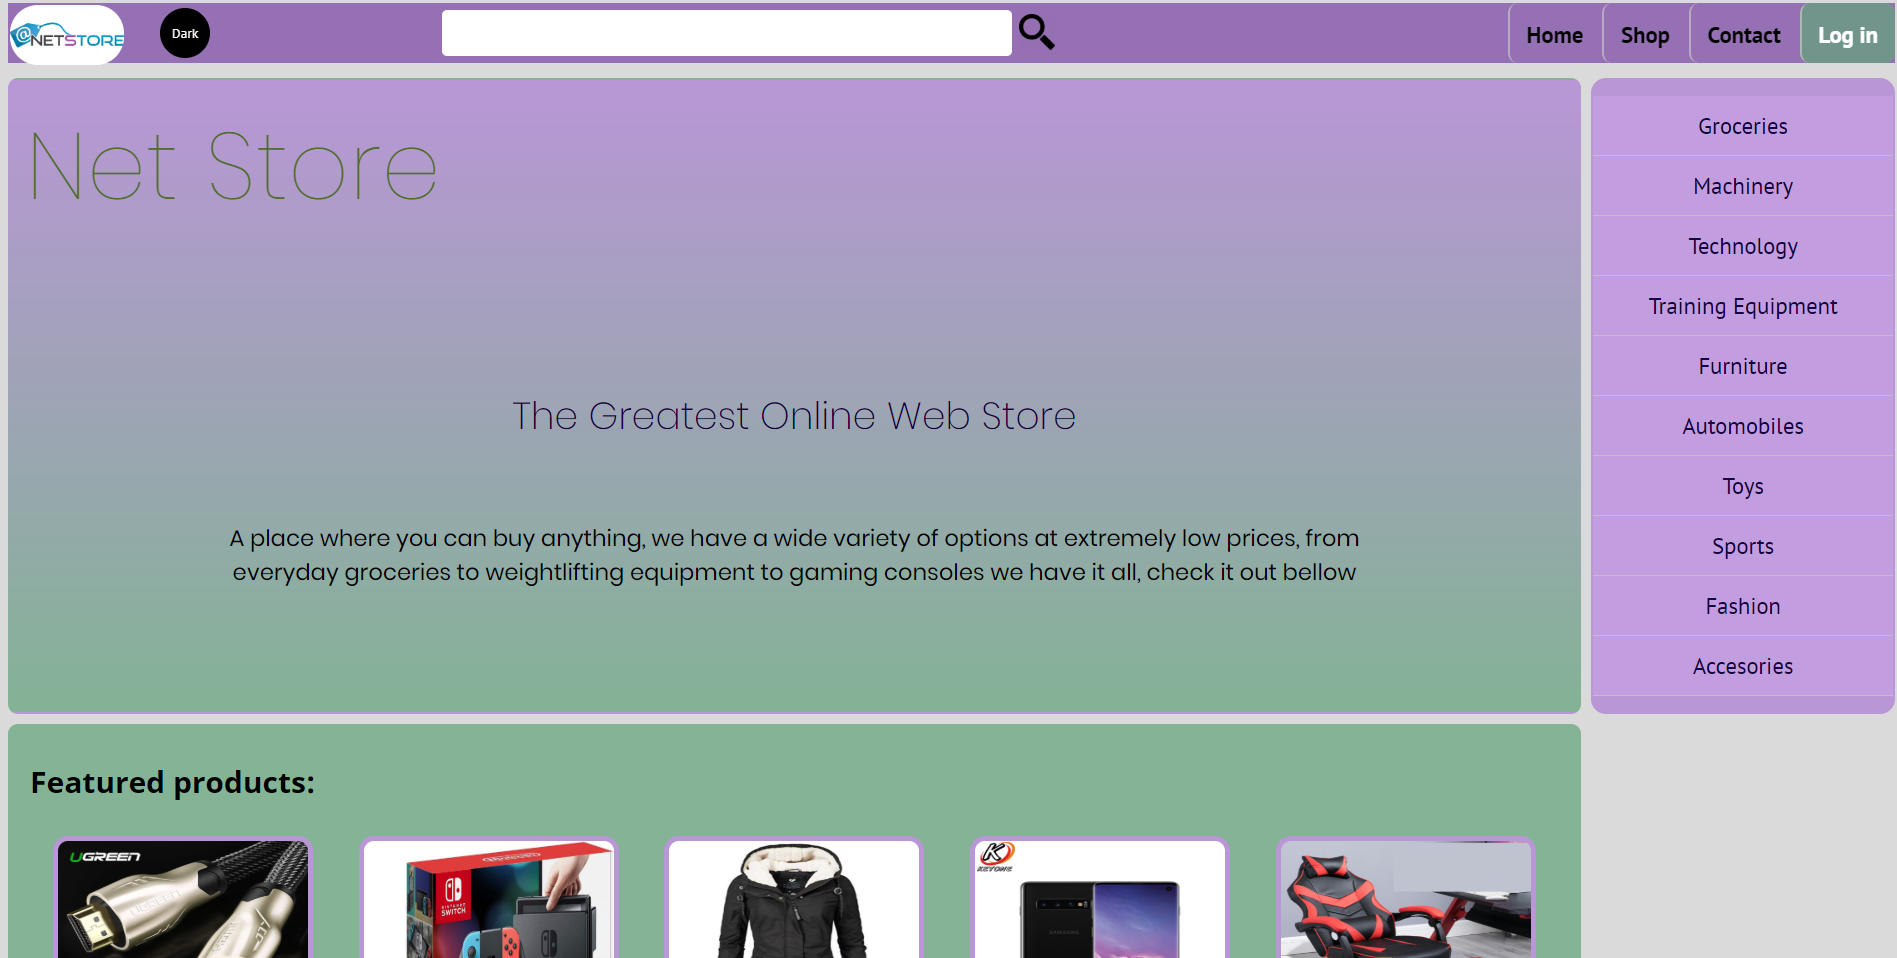 @NETSTORE
Dark
Home
Shop
Contact
Log in
Net Store
The Greatest Online Web Store
A place where you can buy anything, we have a wide variety of options at extremely low prices, from
everyday groceries to weightlifting equipment to gaming consoles we have it all, check it out bellow
Groceries
Machinery
Technology
Training Equipment
Furniture
Automobiles
Toys
Sports
Fashion
Accesories
Featured products:
UGREEN
NINTENDO
SWITCH
K
KEYONE
SAMSUNG